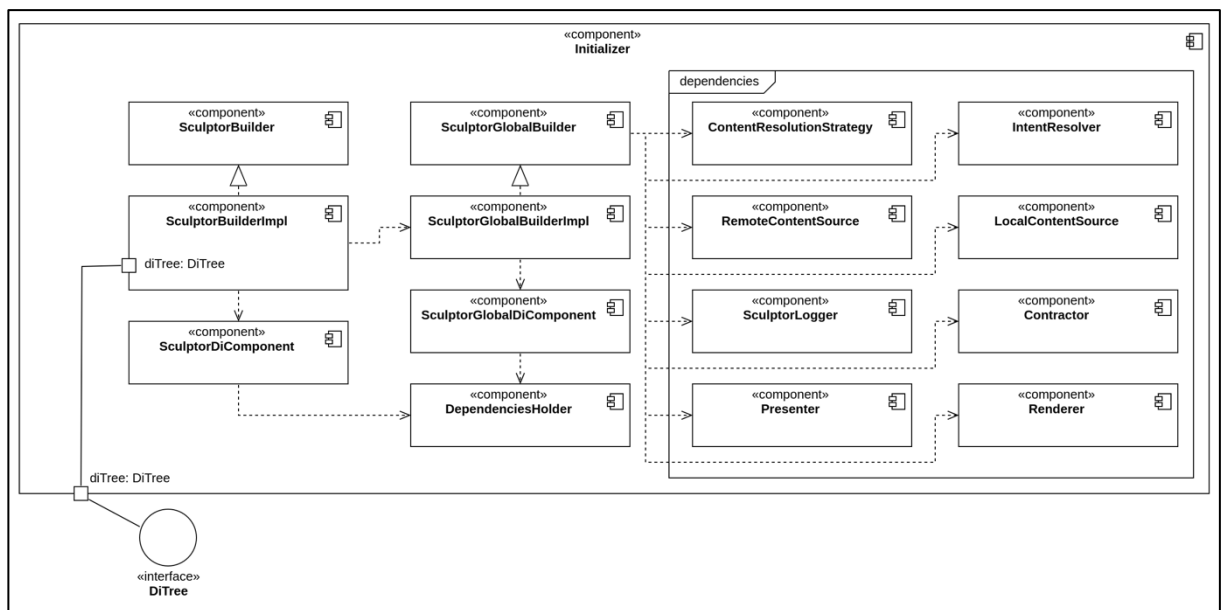 «component»
Initializer
dependencies
«component»
SculptorBuilder
«component»
SculptorGlobalBuilder
«component»
ContentResolutionStrategy
«component»
IntentResolver
«component»
SculptorBuilderImpl
«component»
SculptorGlobalBuilderImpl
«component»
RemoteContentSource
«component»
LocalContentSource
diTree: DiTree
«component»
SculptorGlobalDiComponent
«component»
SculptorLogger
«component»
Contractor
«component»
SculptorDiComponent
«component»
DependenciesHolder
«component»
Presenter
«component»
Renderer
diTree: DiTree
«interface»
DiTree